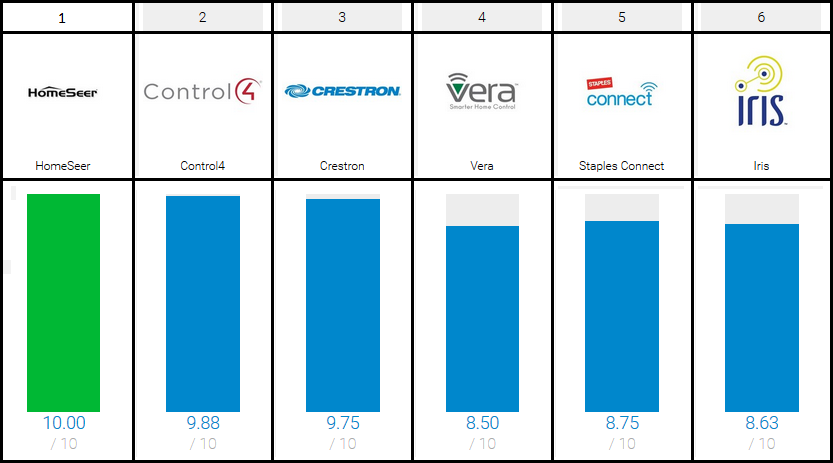 1 2 3 4 5 6
HomeSeer Control4 CRESTRON vera STAPLES connect IRIS
Smarter Home Control
HomeSeer Control4 Crestron Vera Staples Connect Iris
10.00 9.88 9.75 8.50 8.75 8.63
/ 10 / 10 / 10 / 10 / 10 / 10